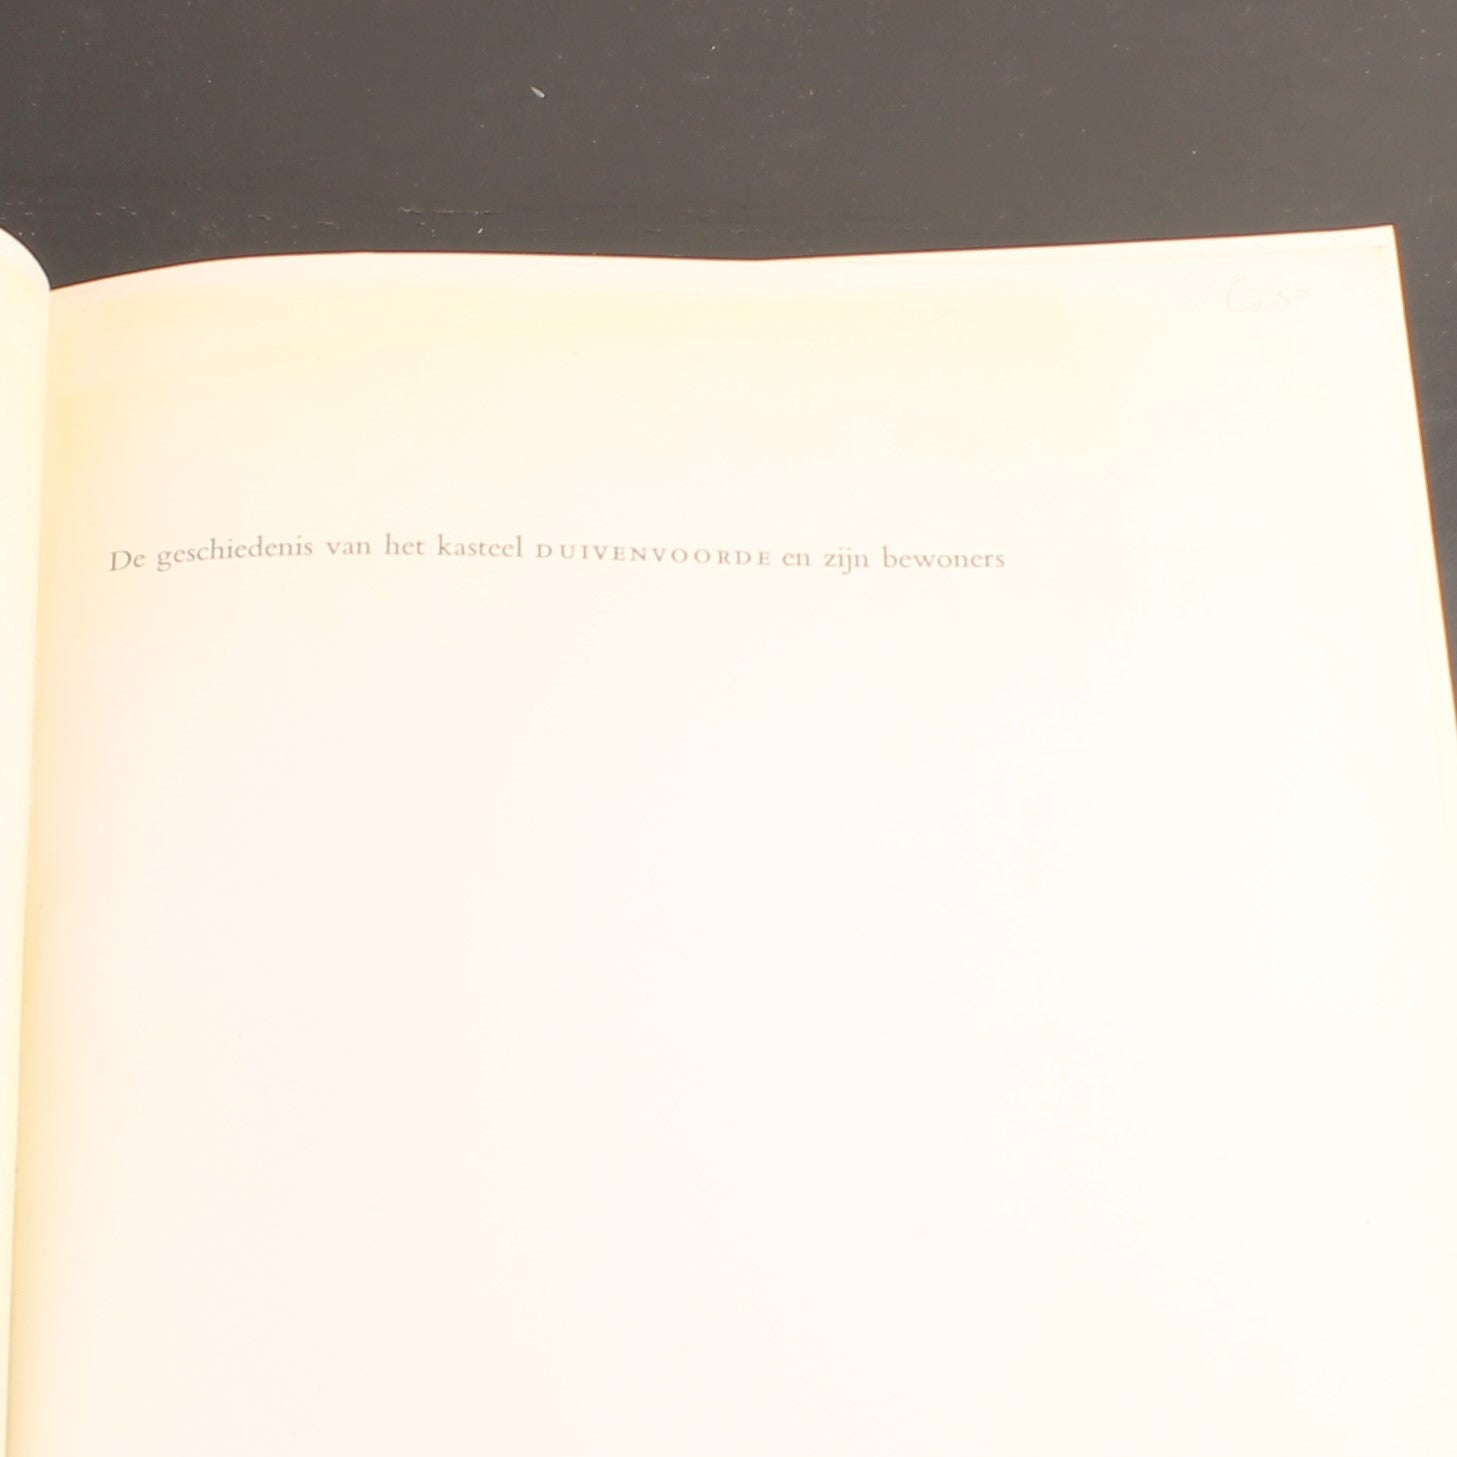 De geschiedenis van het kasteel DUIVENVOORDE en zijn bewoners